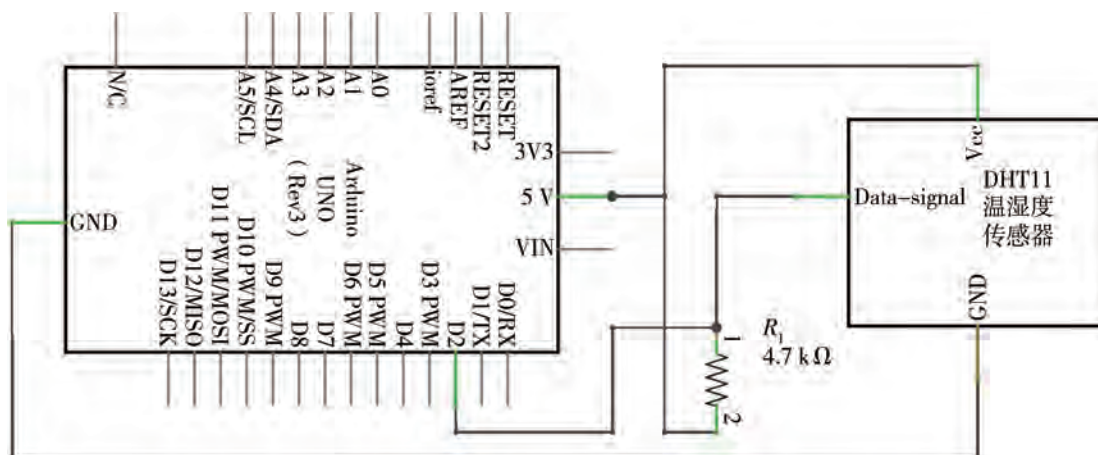 N/C
A5/SCL
A4/SDA
A3
A2
A1
A0
ioref
AREF
RESET2
RESET
3V3
5 V
VIN
GND
Arduino
UNO
(Rev3)
D13/SCK
D12/MISO
D11 PWM/MOSI
D10 PWM/SS
D9 PWM
D8
D7
D6 PWM
D5 PWM
D4
D3 PWM
D2
D1/TX
D0/RX
1
R1
4.7 kΩ
2
Vcc
Data-signal
DHT11
温湿度
传感器
GND